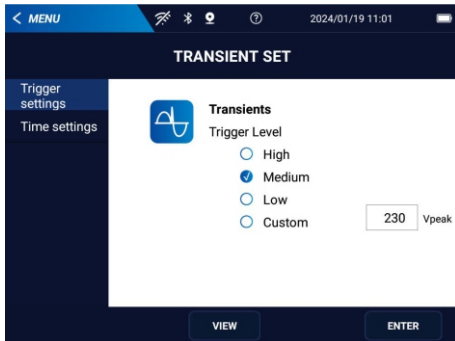 < MENU
2024/01/19 11:01
TRANSIENT SET
Trigger
settings
Time settings
Transients
Trigger Level
High
Medium
Low
Custom
230 Vpeak
VIEW
ENTER